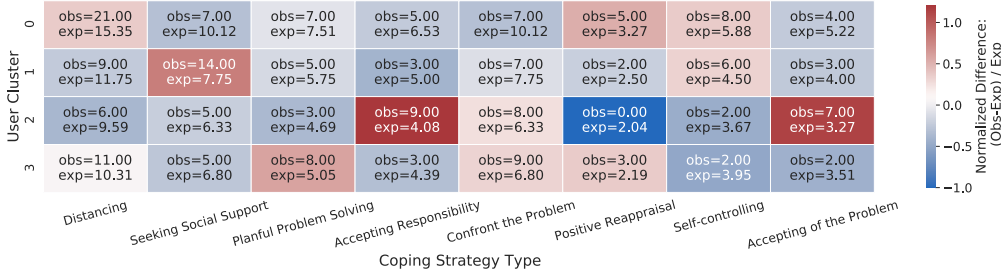 0
obs=21.00 obs=7.00 obs=7.00 obs=5.00 obs=7.00 obs=5.00 obs=8.00 obs=4.00
exp=15.35 exp=10.12 exp=7.51 exp=6.53 exp=10.12 exp=3.27 exp=5.88 exp=5.22
1
obs=9.00 obs=14.00 obs=5.00 obs=3.00 obs=7.00 obs=2.00 obs=6.00 obs=3.00
exp=11.75 exp=7.75 exp=5.75 exp=5.00 exp=7.75 exp=2.50 exp=4.50 exp=4.00
2
obs=6.00 obs=5.00 obs=3.00 obs=9.00 obs=8.00 obs=0.00 obs=2.00 obs=7.00
exp=9.59 exp=6.33 exp=4.69 exp=4.08 exp=6.33 exp=2.04 exp=3.67 exp=3.27
3
obs=11.00 obs=5.00 obs=8.00 obs=3.00 obs=9.00 obs=3.00 obs=2.00 obs=2.00
exp=10.31 exp=6.80 exp=5.05 exp=4.39 exp=6.80 exp=2.19 exp=3.95 exp=3.51
User Cluster
Distancing
Seeking Social Support
Planful Problem Solving
Accepting Responsibility
Confront the Problem
Positive Reappraisal
Self-controlling
Accepting of the Problem
Coping Strategy Type
1.0
0.5
0.0
−0.5
−1.0
Normalized Difference:
(Obs-Exp) / Exp